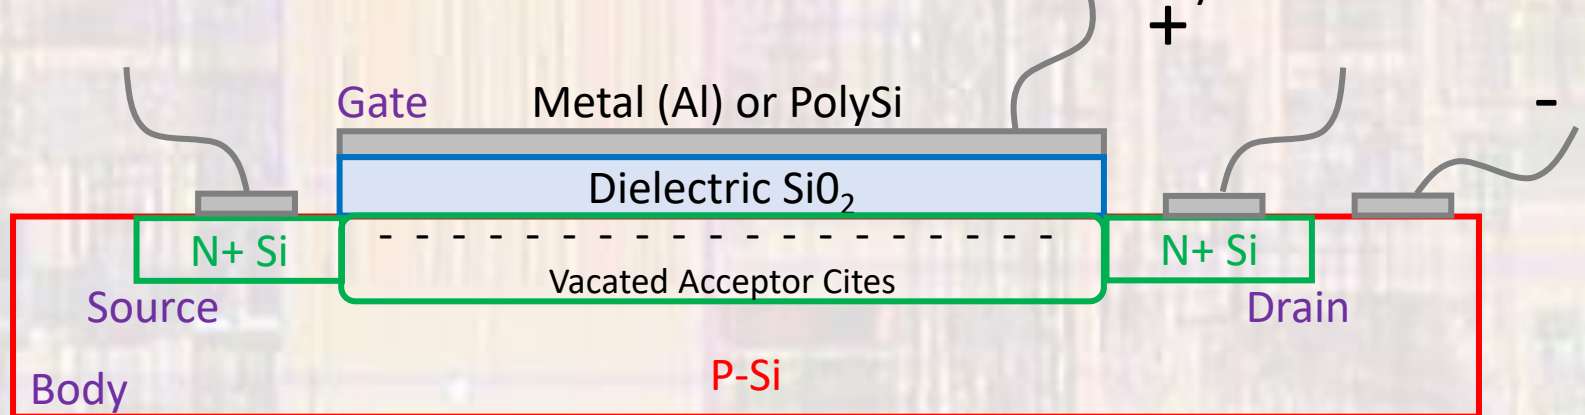 +
-
Gate Metal (Al) or PolySi
Dielectric Si0₂
- - - - - - - - - - - - - - - - - - -
N+ Si
N+ Si
Vacated Acceptor Cites
Source
Drain
P-Si
Body